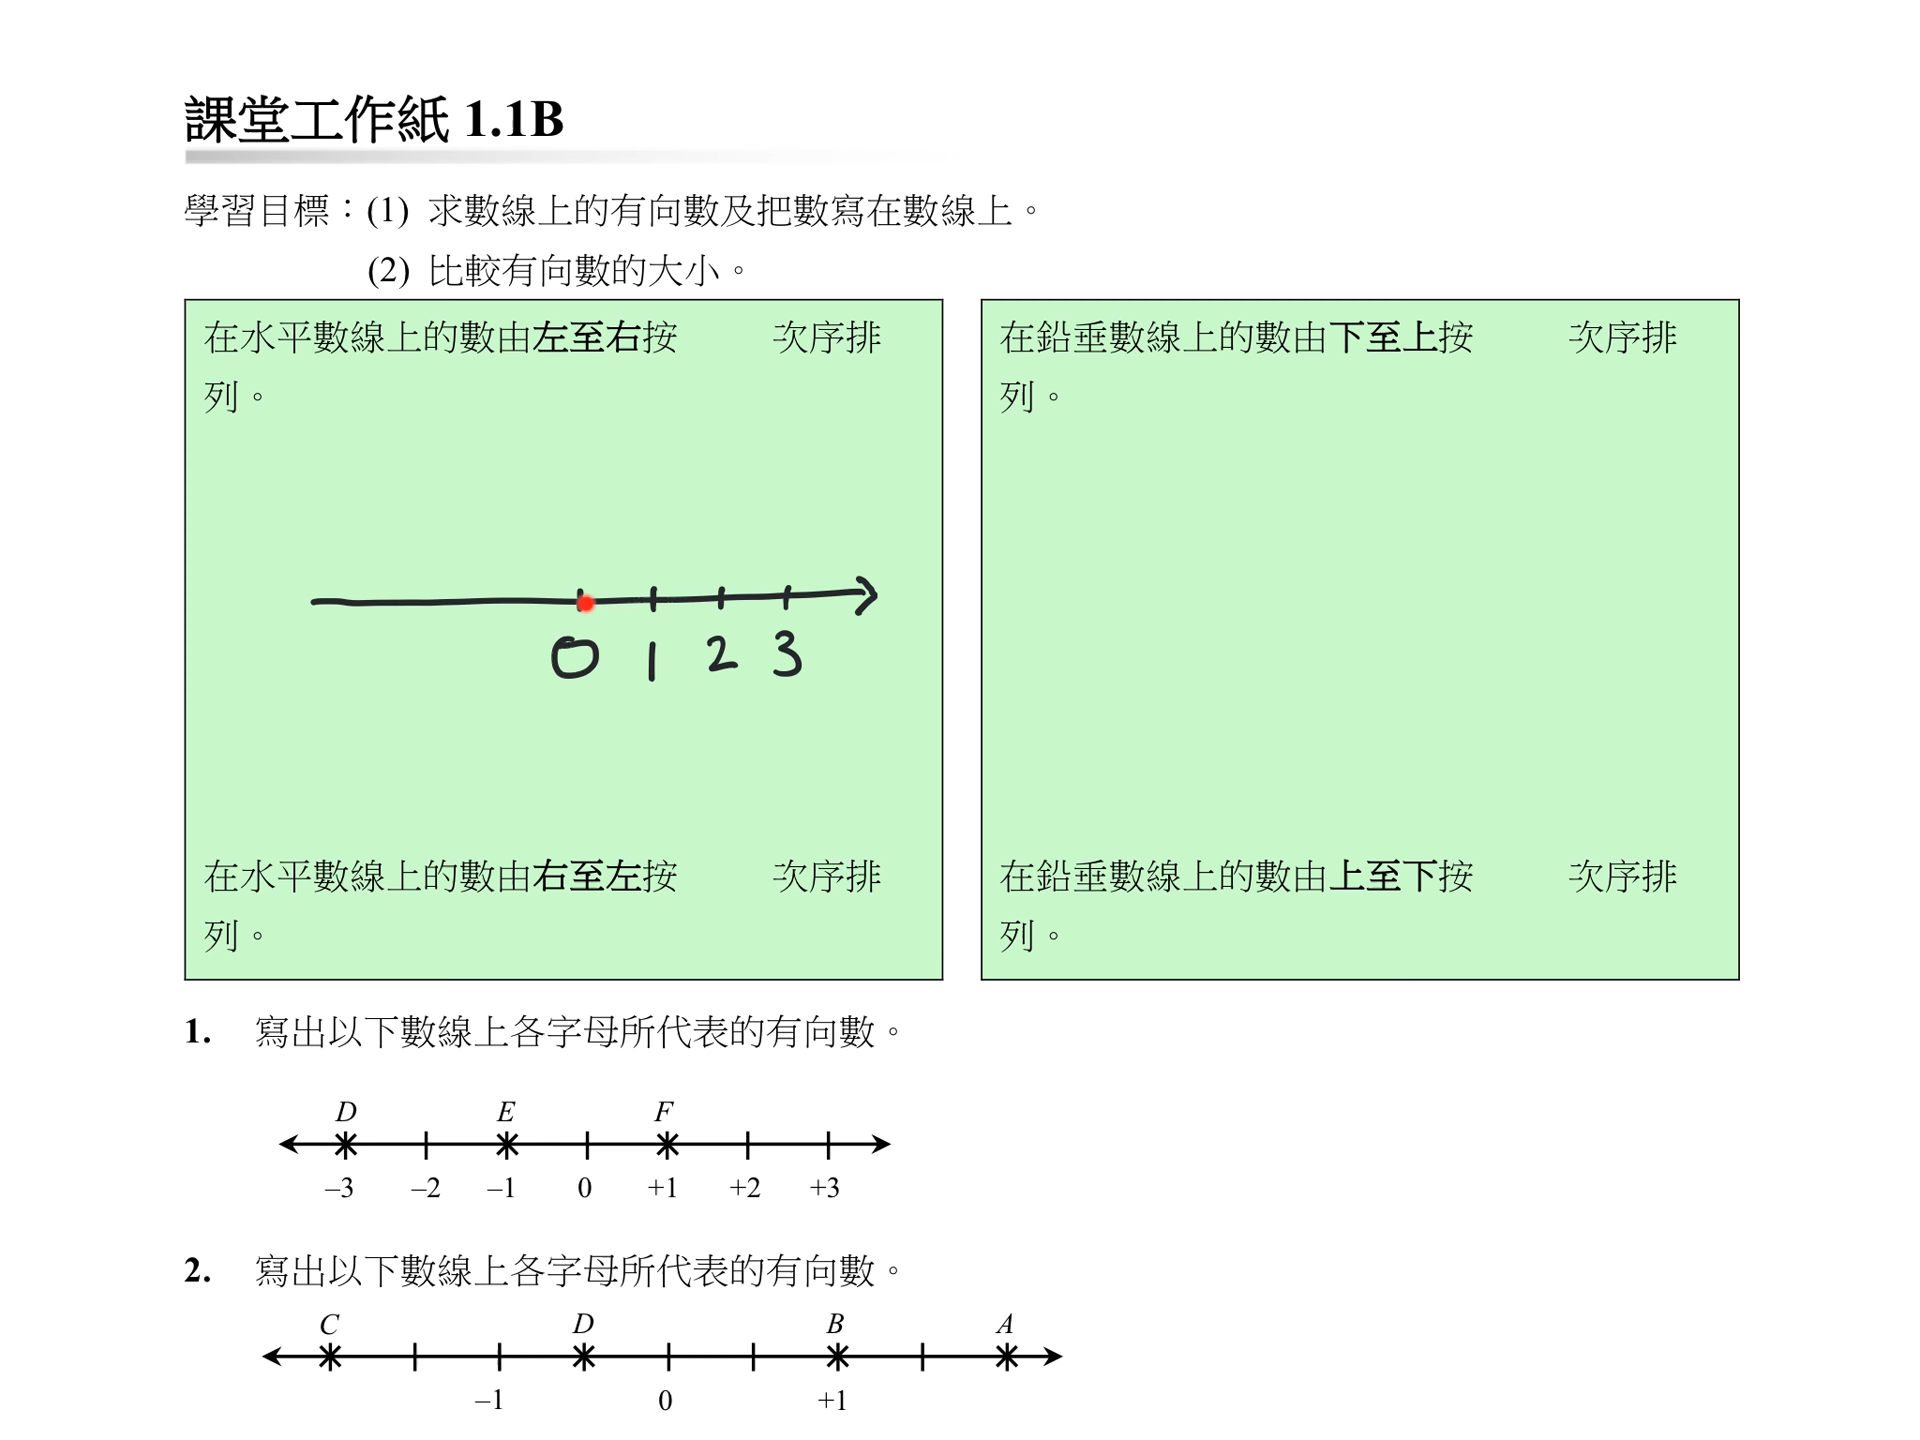 課堂工作紙 1.1B
學習目標：(1) 求數線上的有向數及把數寫在數線上。
(2) 比較有向數的大小。
在水平數線上的數由左至右按 次序排
列。
0 1 2 3
在水平數線上的數由右至左按 次序排
列。
在鉛垂數線上的數由下至上按 次序排
列。
在鉛垂數線上的數由上至下按 次序排
列。
1. 寫出以下數線上各字母所代表的有向數。
D E F
–3 –2 –1 0 +1 +2 +3
2. 寫出以下數線上各字母所代表的有向數。
C D B A
–1 0 +1